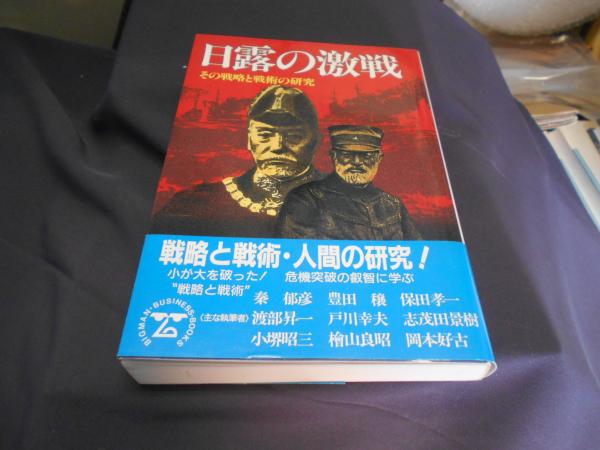 日露の激戦
その戦略と戦術の研究
戦略と戦術・人間の研究!
小が大を破った! 危機突破の叡智に学ぶ
"戦略と戦術"
秦 郁彦 豊田 穣 保田孝一
〈主な執筆者〉 渡部昇一 戸川幸夫 志茂田景樹
小堺昭三 檜山良昭 岡本好古
BIGMAN・BUSINESS・BOOKS